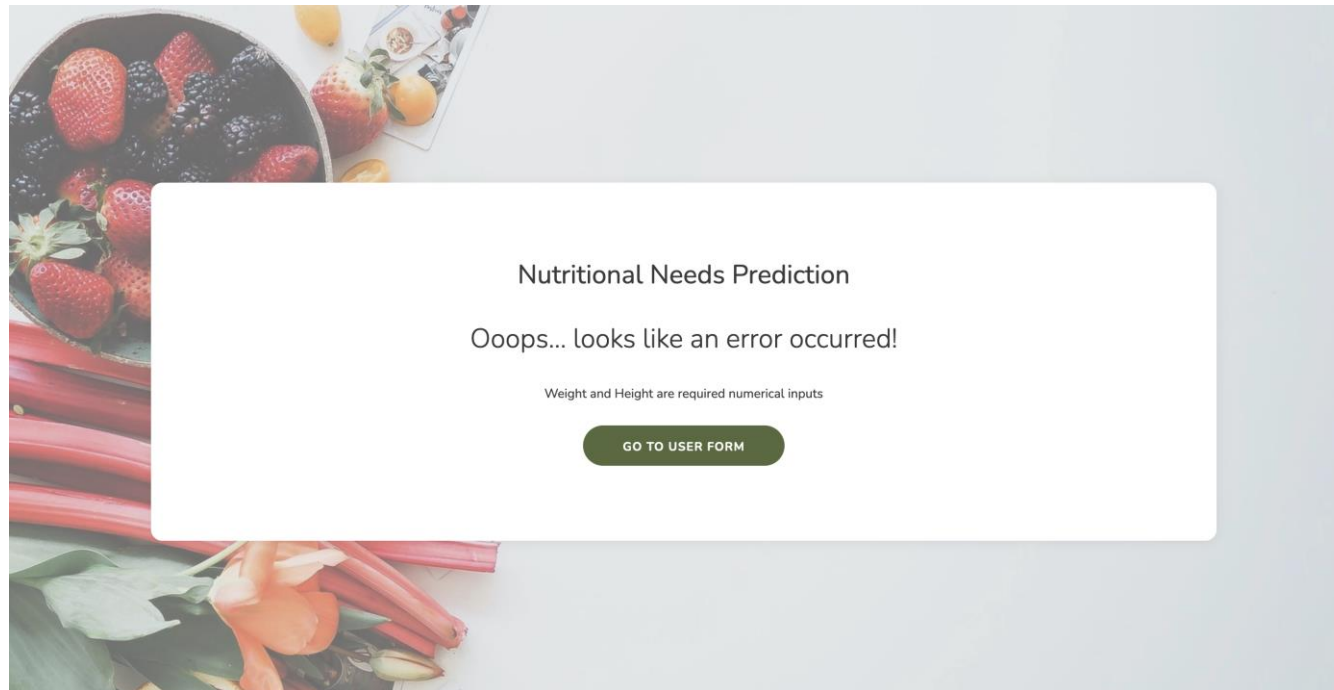 Nutritional Needs Prediction
Ooops... looks like an error occurred!
Weight and Height are required numerical inputs
GO TO USER FORM